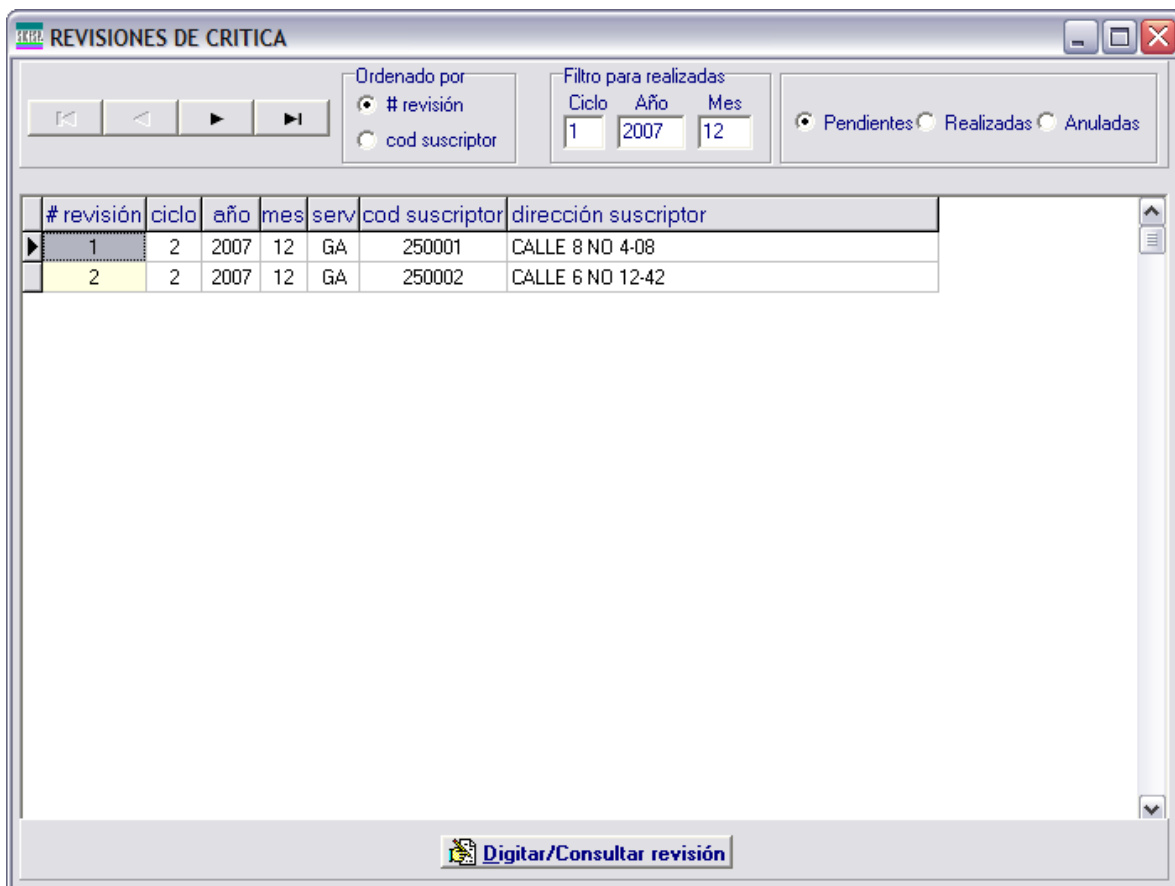 REVISIONES DE CRITICA
Ordenado por
# revisión
cod suscriptor
Filtro para realizadas
Ciclo Año Mes
1 2007 12
Pendientes Realizadas Anuladas
# revisión ciclo año mes serv cod suscriptor dirección suscriptor
1 2 2007 12 GA 250001 CALLE 8 NO 4-08
2 2 2007 12 GA 250002 CALLE 6 NO 12-42
Digitar/Consultar revisión